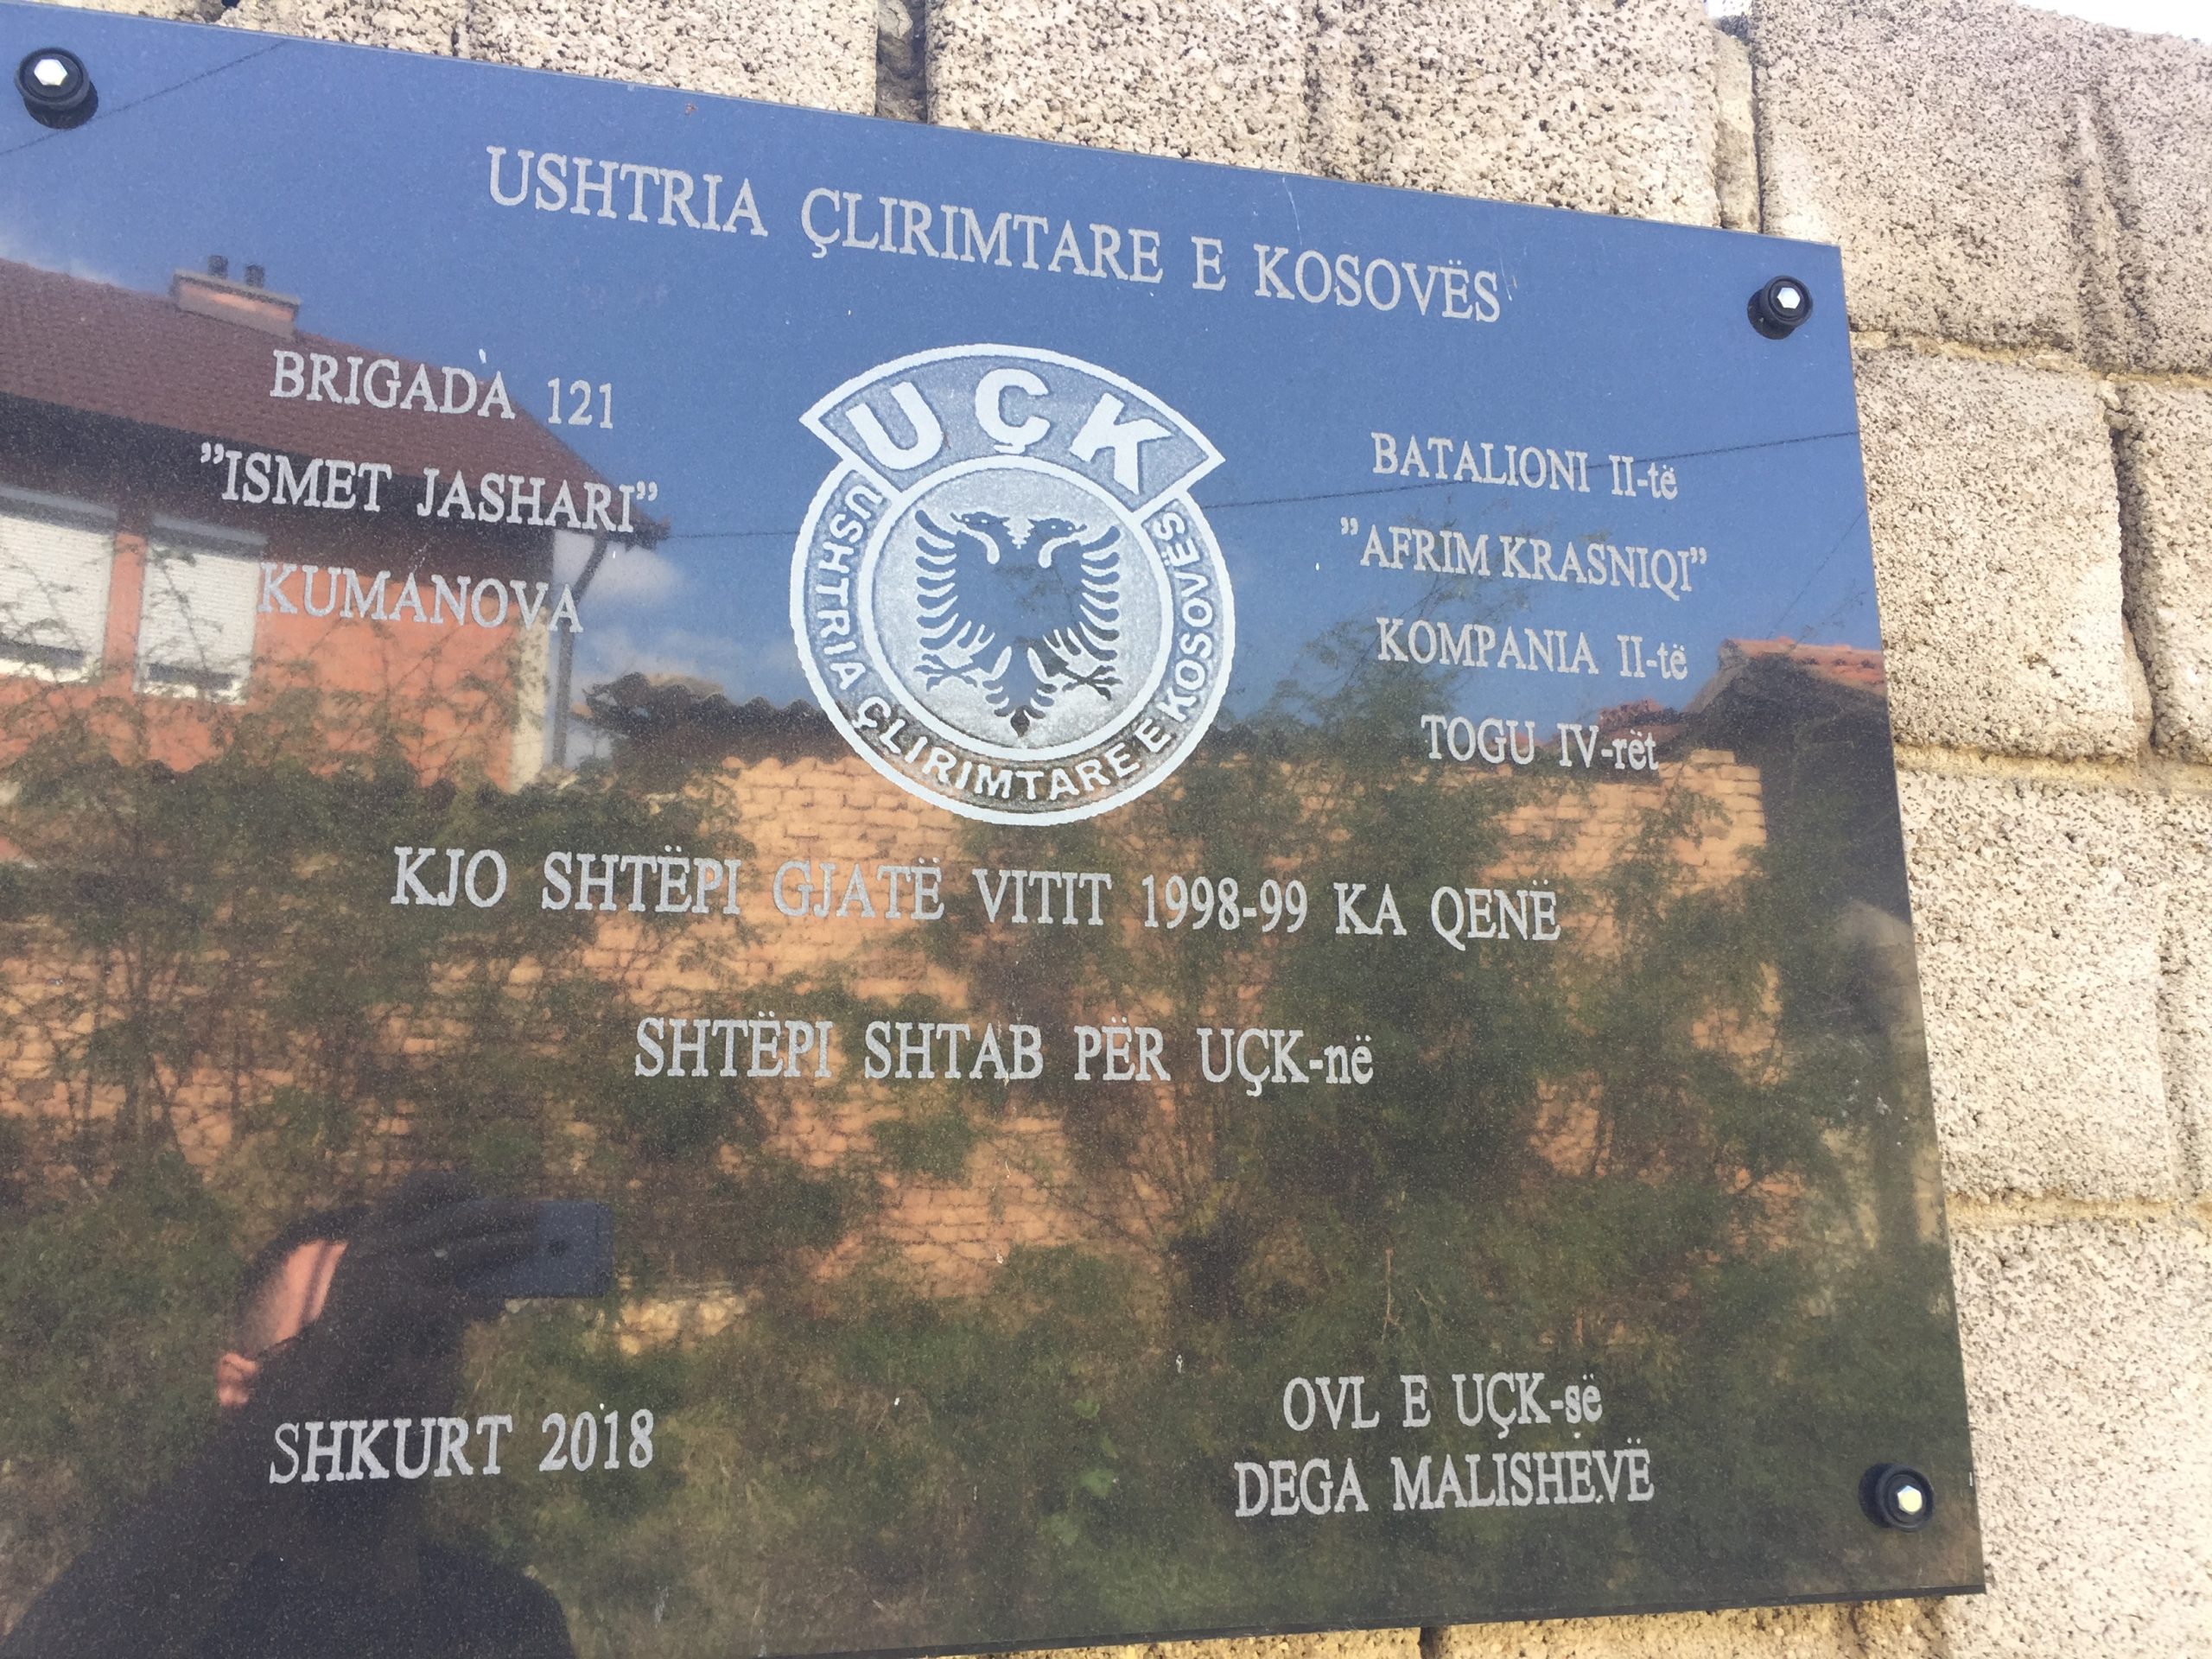 USHTRIA ÇLIRIMTARE E KOSOVËS
BRIGADA 121
"ISMET JASHARI"
KUMANOVA
UÇK
USHTRIA ÇLIRIMTARE E KOSOVËS
BATALIONI II-të
"AFRIM KRASNIQI"
KOMPANIA II-të
TOGU IV-rët
KJO SHTËPI GJATË VITIT 1998-99 KA QENË
SHTËPI SHTAB PËR UÇK-në
SHKURT 2018
OVL E UÇK-së
DEGA MALISHEVË